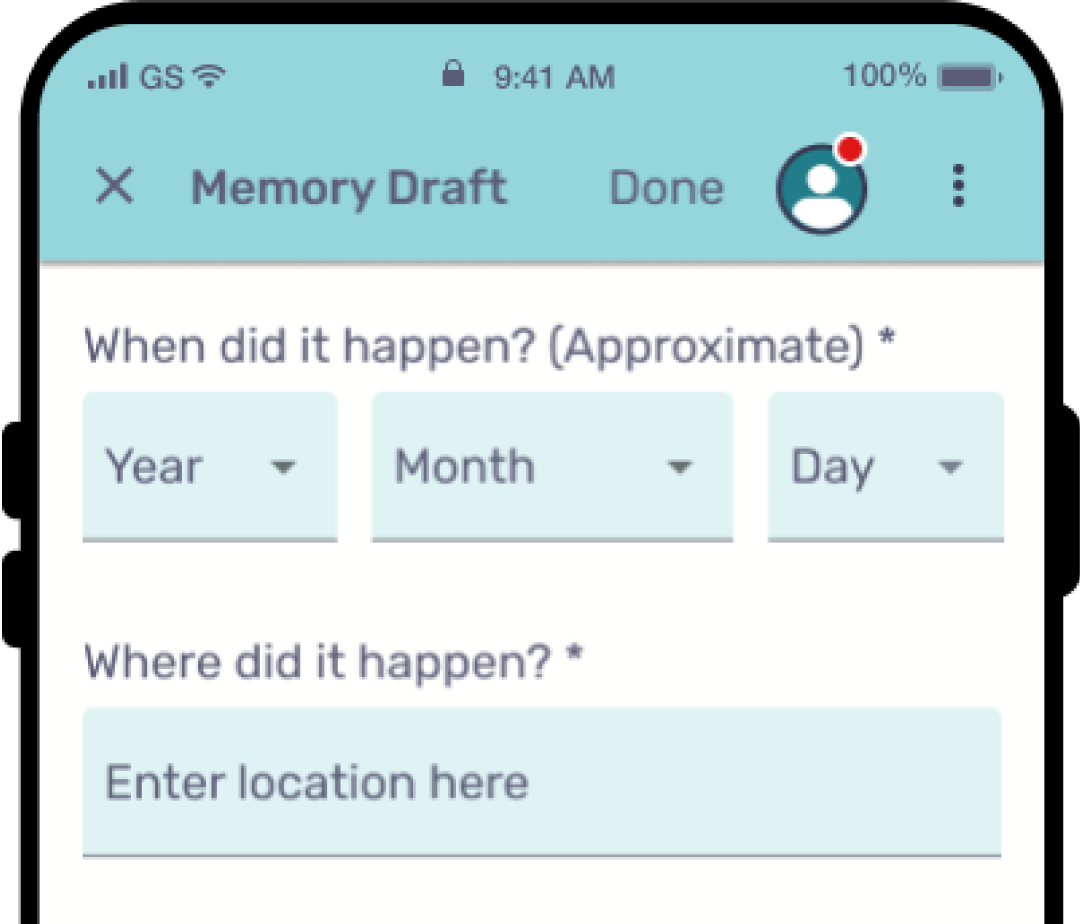 GS 9:41 AM 100%
Memory Draft Done
When did it happen? (Approximate) *
Year Month Day
Where did it happen? *
Enter location here